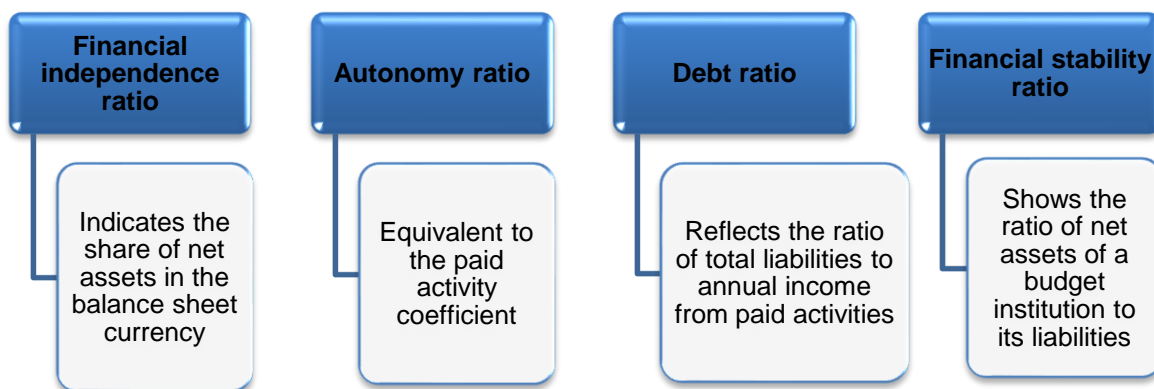 Financial
independence
ratio
Indicates the
share of net
assets in the
balance sheet
currency
Autonomy ratio
Equivalent to
the paid
activity
coefficient
Debt ratio
Reflects the ratio
of total liabilities to
annual income
from paid activities
Financial stability
ratio
Shows the
ratio of net
assets of a
budget
institution to
its liabilities